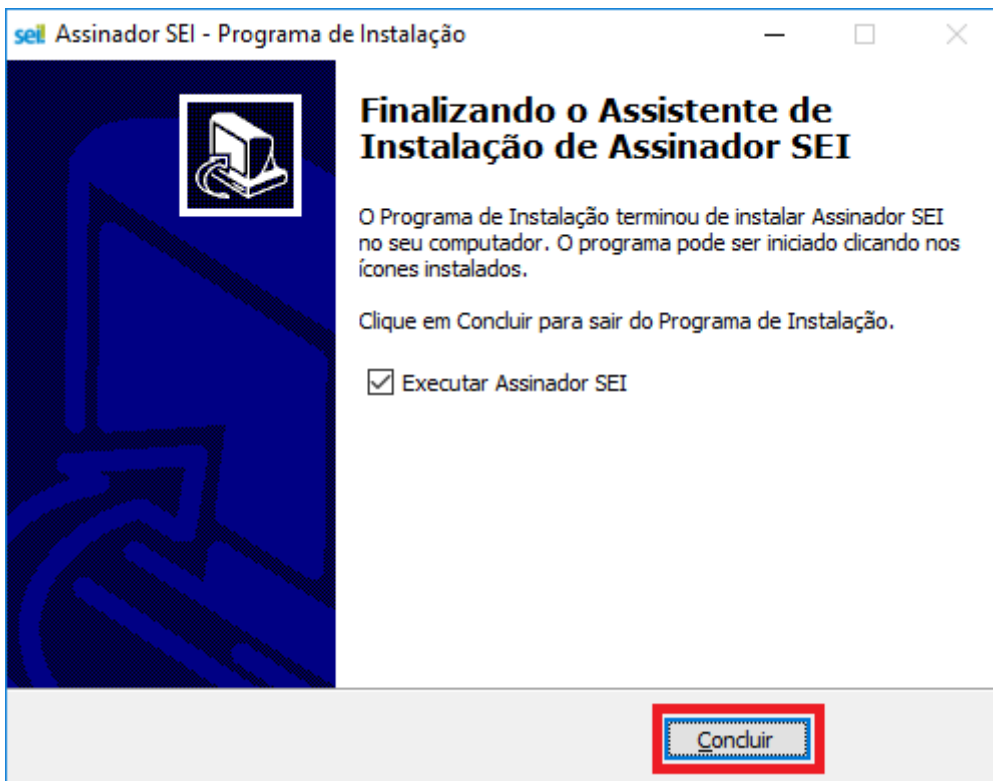 sei! Assinador SEI - Programa de Instalação
Finalizando o Assistente de
Instalação de Assinador SEI
O Programa de Instalação terminou de instalar Assinador SEI
no seu computador. O programa pode ser iniciado clicando nos
ícones instalados.
Clique em Concluir para sair do Programa de Instalação.
Executar Assinador SEI
Concluir